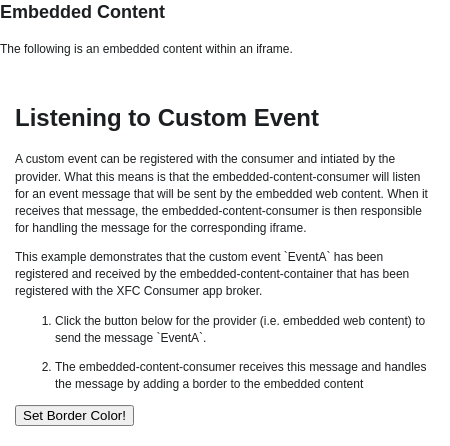 Embedded Content
The following is an embedded content within an iframe.
Listening to Custom Event
A custom event can be registered with the consumer and intiated by the
provider. What this means is that the embedded-content-consumer will listen
for an event message that will be sent by the embedded web content. When it
receives that message, the embedded-content-consumer is then responsible
for handling the message for the corresponding iframe.
This example demonstrates that the custom event `EventA` has been
registered and received by the embedded-content-container that has been
registered with the XFC Consumer app broker.
1. Click the button below for the provider (i.e. embedded web content) to
send the message `EventA`.
2. The embedded-content-consumer receives this message and handles
the message by adding a border to the embedded content
Set Border Color!